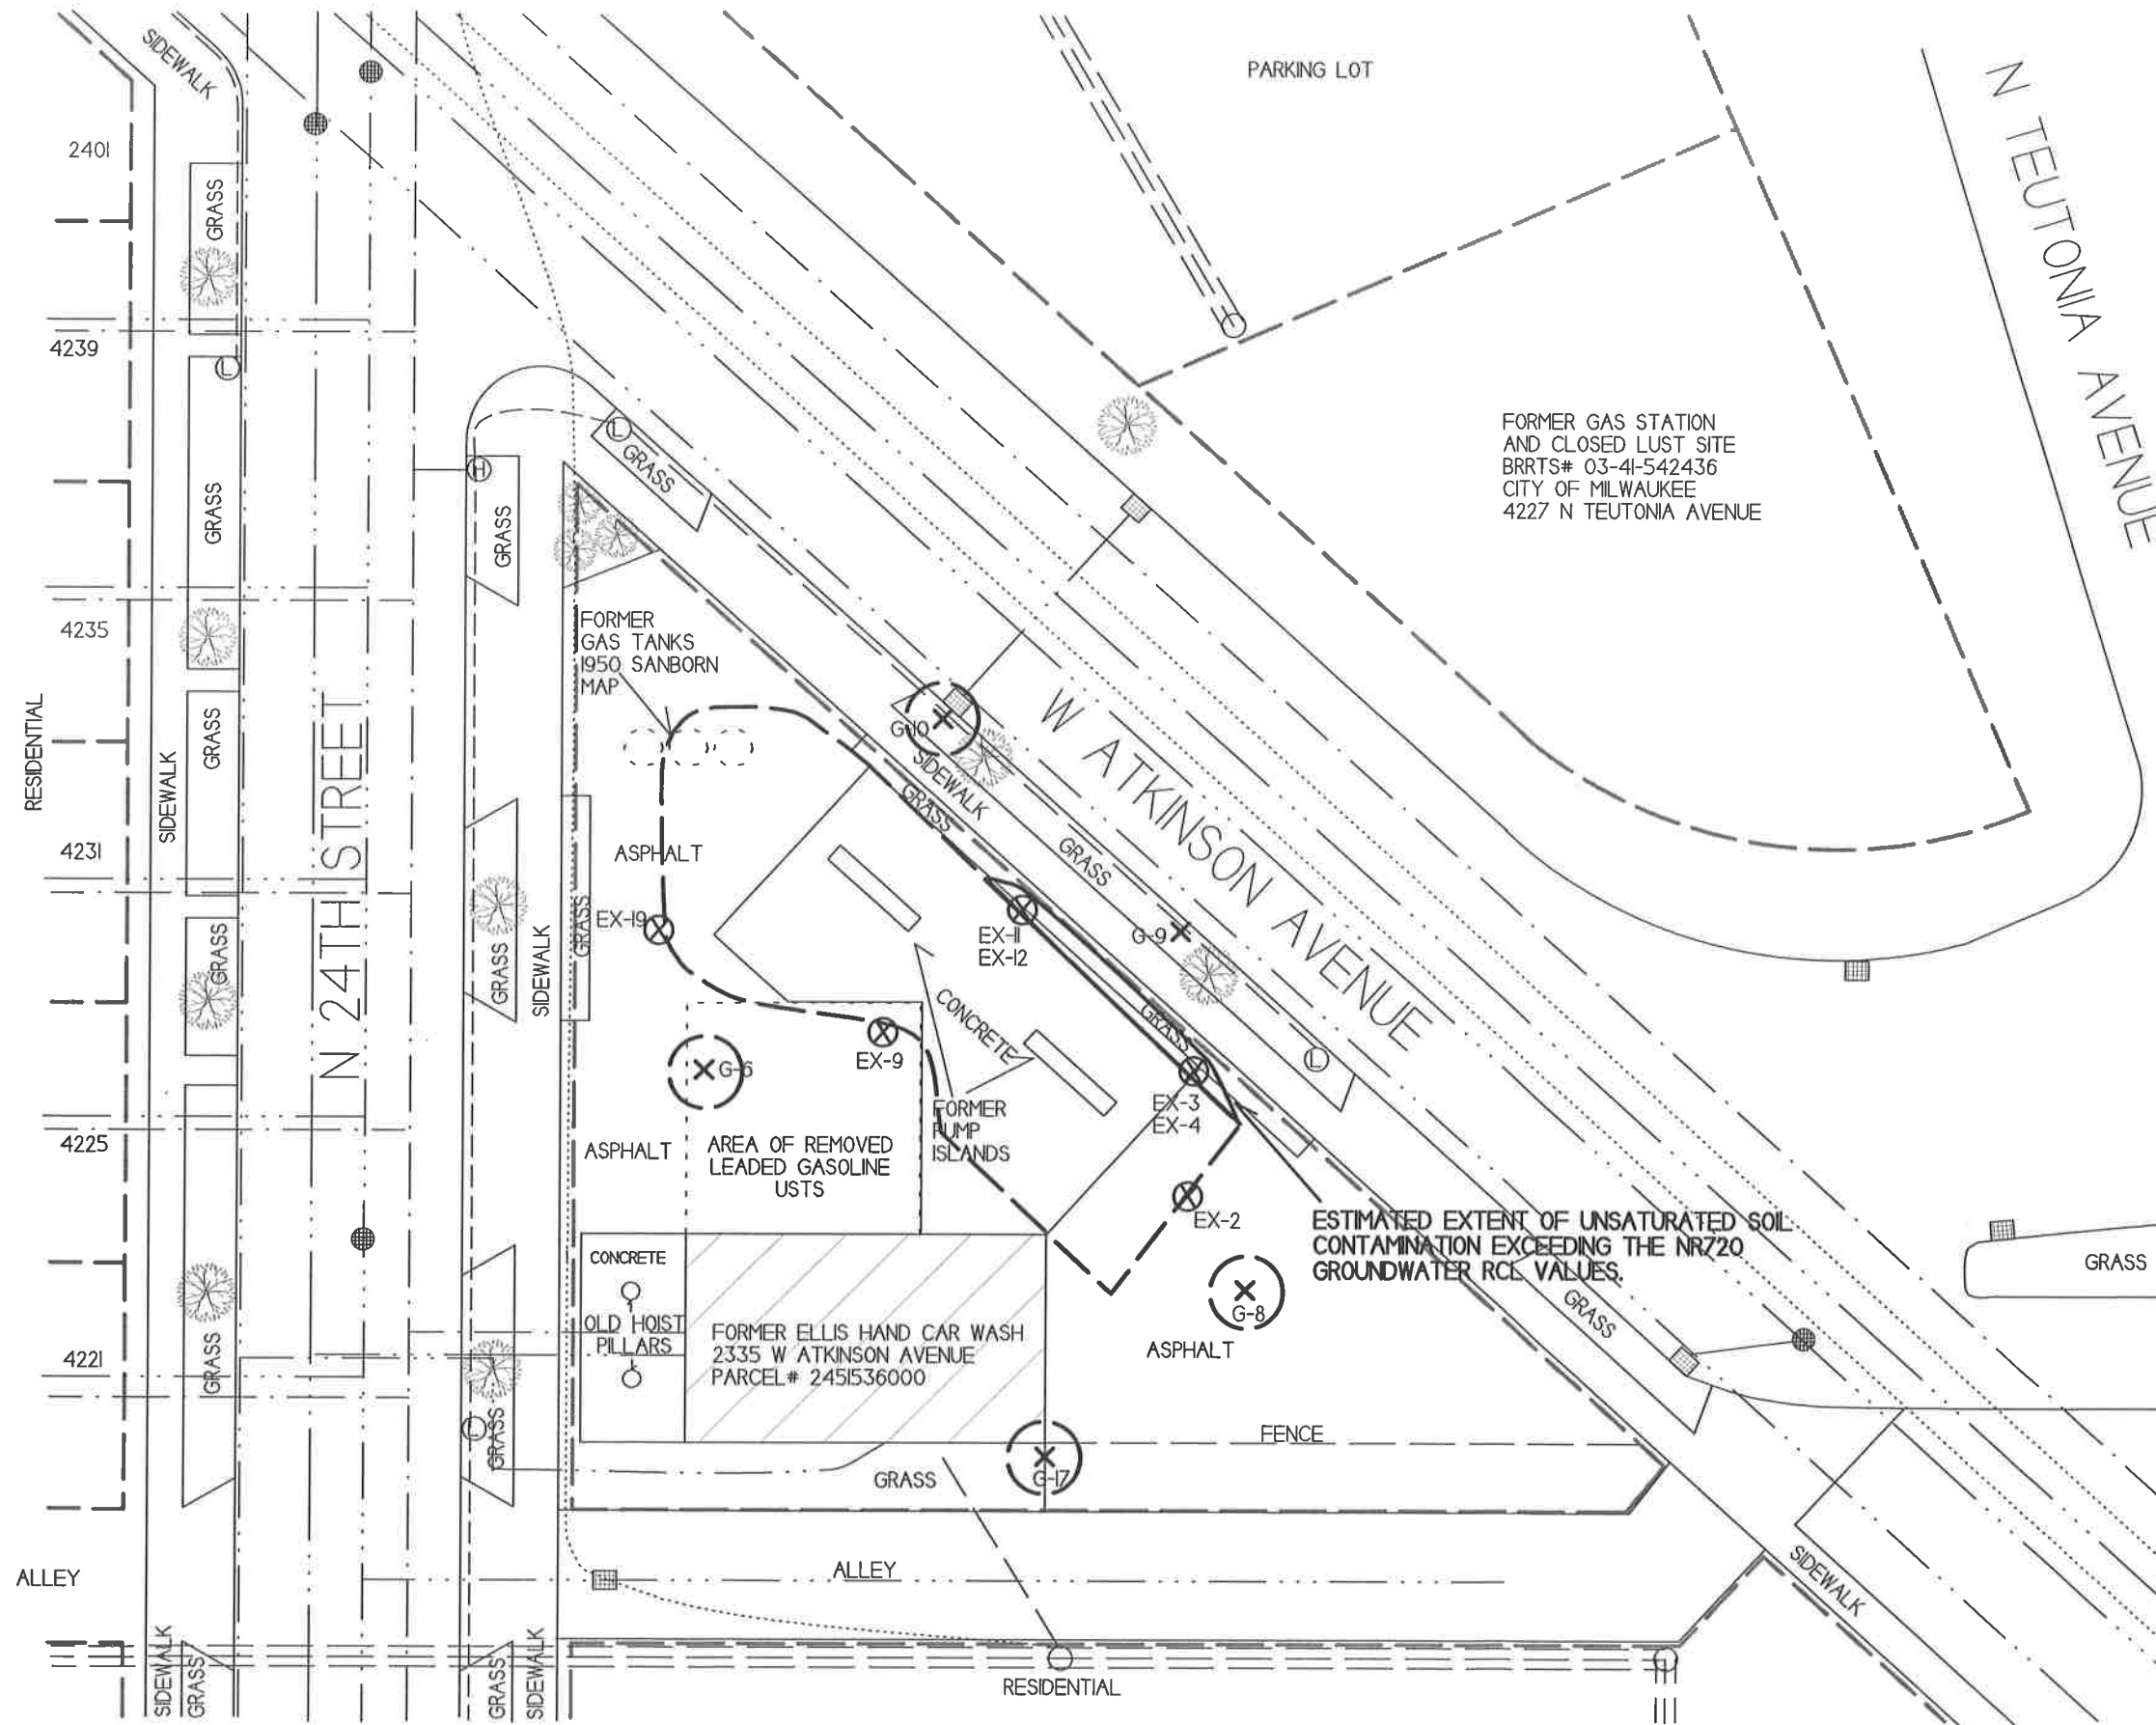 SIDEWALK
PARKING LOT
N TEUTONIA AVENUE
2401
GRASS
4239
L
L
H
GRASS
GRASS
GRASS
FORMER GAS STATION
AND CLOSED LUST SITE
BRRTS# 03-41-542436
CITY OF MILWAUKEE
4227 N TEUTONIA AVENUE
4235
FORMER
GAS TANKS
1950 SANBORN
MAP
RESIDENTIAL
SIDEWALK
GRASS
N 24TH STREET
W ATKINSON AVENUE
G-10
SIDEWALK
GRASS
GRASS
4231
ASPHALT
EX-19
GRASS
GRASS
GRASS
SIDEWALK
EX-11
EX-12
G-9
CONCRETE
GRASS
L
G-6
EX-9
EX-3
EX-4
FORMER
PUMP
ISLANDS
4225
ASPHALT
AREA OF REMOVED
LEADED GASOLINE
USTS
EX-2
ESTIMATED EXTENT OF UNSATURATED SOIL
CONTAMINATION EXCEEDING THE NR720
GROUNDWATER RCL VALUES.
GRASS
CONCRETE
OLD HOIST
PILLARS
FORMER ELLIS HAND CAR WASH
2335 W ATKINSON AVENUE
PARCEL# 2451536000
G-8
ASPHALT
GRASS
4221
GRASS
L
GRASS
FENCE
GRASS
G-17
ALLEY
ALLEY
SIDEWALK
SIDEWALK
GRASS
GRASS
SIDEWALK
RESIDENTIAL